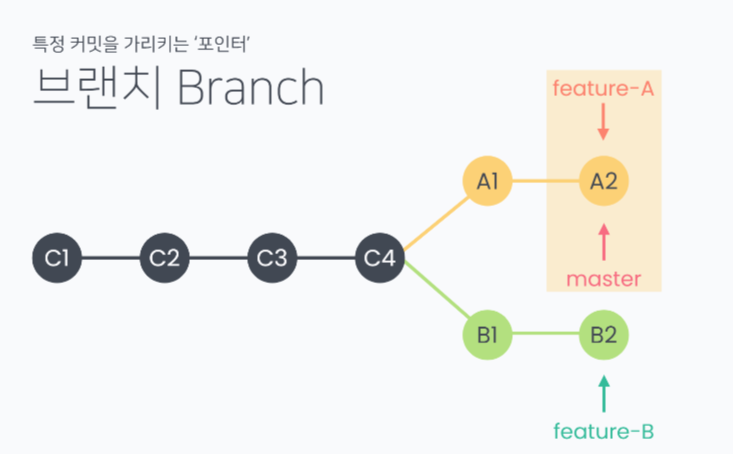 특정 커밋을 가리키는 ‘포인터’
브랜치 Branch
feature-A
A1
A2
C1
C2
C3
C4
master
B1
B2
feature-B